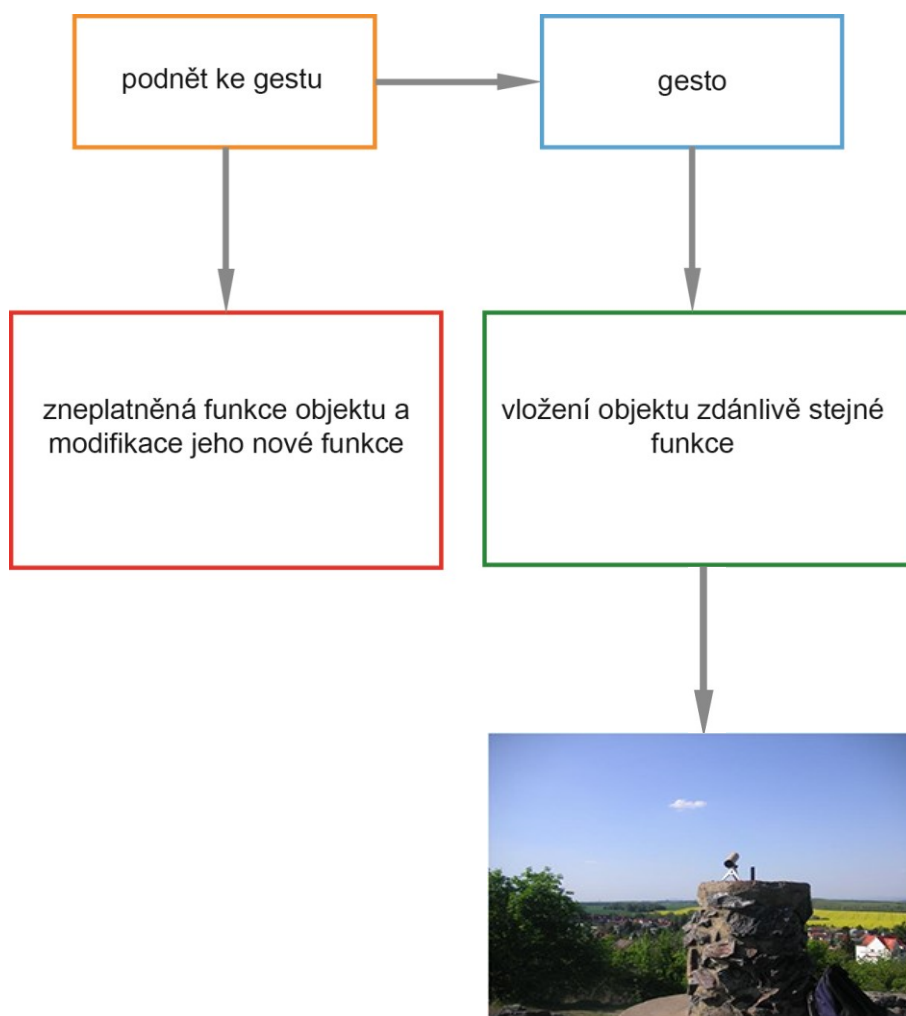 podnět ke gestu
gesto
zneplatněná funkce objektu a
modifikace jeho nové funkce
vložení objektu zdánlivě stejné
funkce